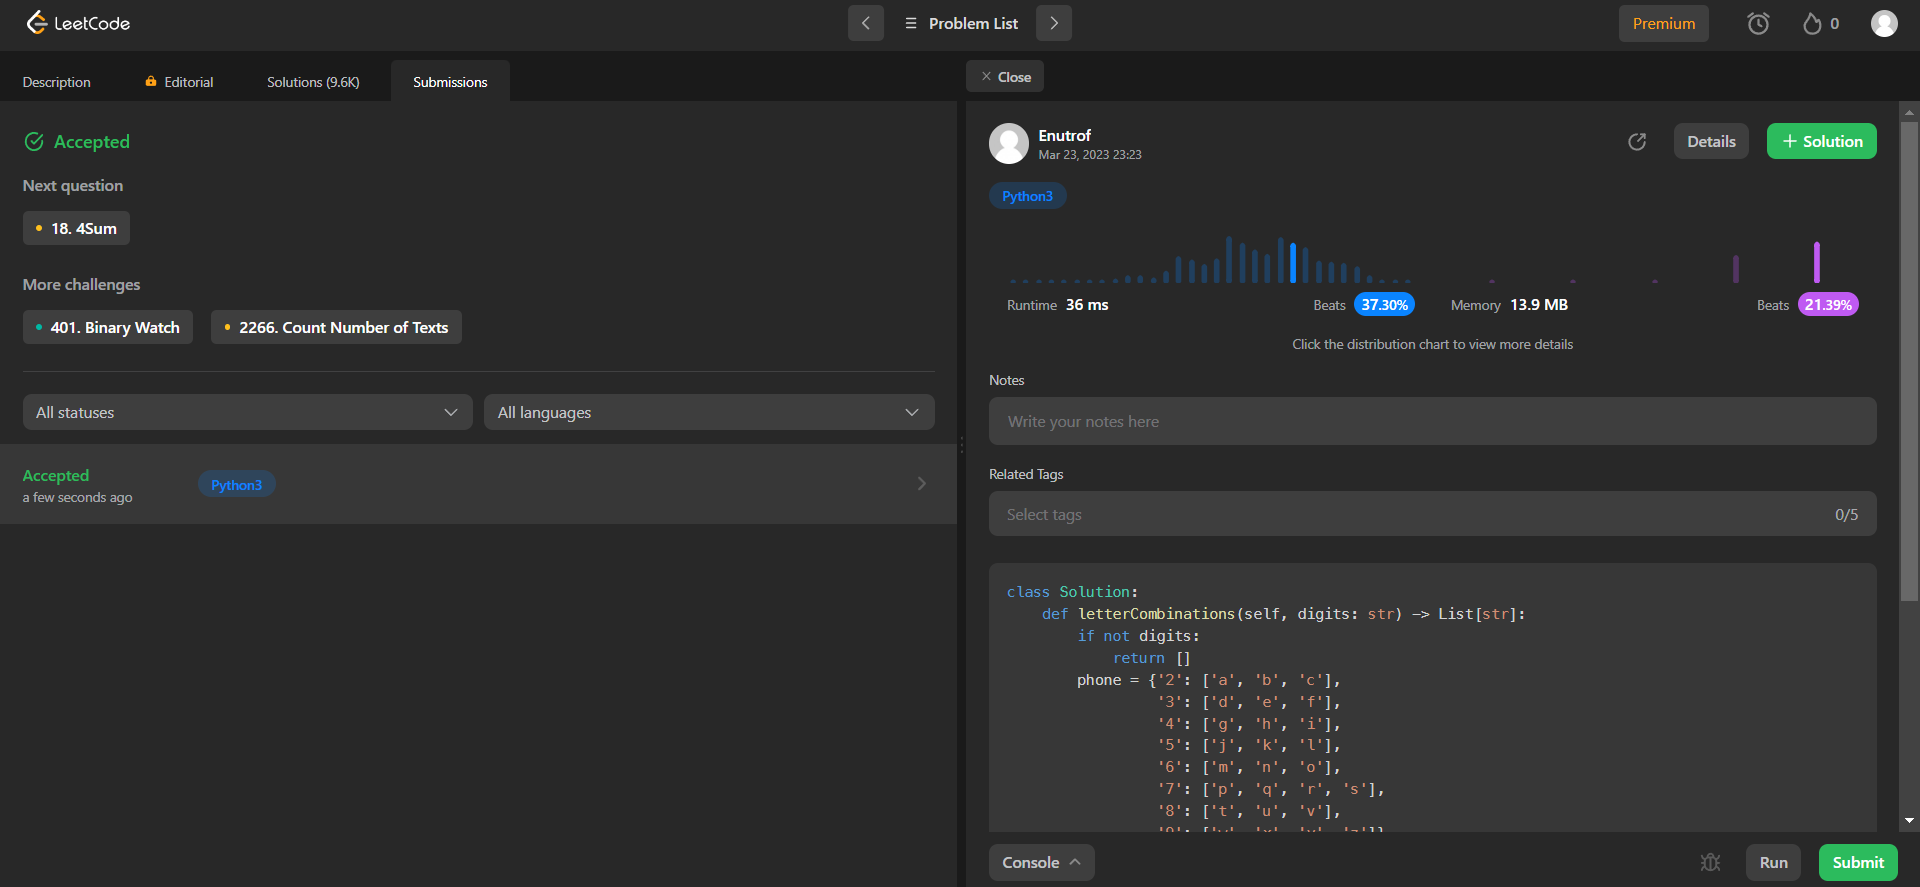 LeetCode
Problem List
Premium
0
Description
Editorial
Solutions (9.6K)
Submissions
Close
Accepted
Next question
18. 4Sum
More challenges
401. Binary Watch
2266. Count Number of Texts
All statuses
All languages
Accepted
a few seconds ago
Python3
Enutrof
Mar 23, 2023 23:23
Details
+ Solution
Python3
Runtime 36 ms
Beats 37.30%
Memory 13.9 MB
Beats 21.39%
Click the distribution chart to view more details
Notes
Write your notes here
Related Tags
Select tags
0/5
class Solution:
    def letterCombinations(self, digits: str) -> List[str]:
        if not digits:
            return []
        phone = {'2': ['a', 'b', 'c'],
                 '3': ['d', 'e', 'f'],
                 '4': ['g', 'h', 'i'],
                 '5': ['j', 'k', 'l'],
                 '6': ['m', 'n', 'o'],
                 '7': ['p', 'q', 'r', 's'],
                 '8': ['t', 'u', 'v'],
Console
Run
Submit